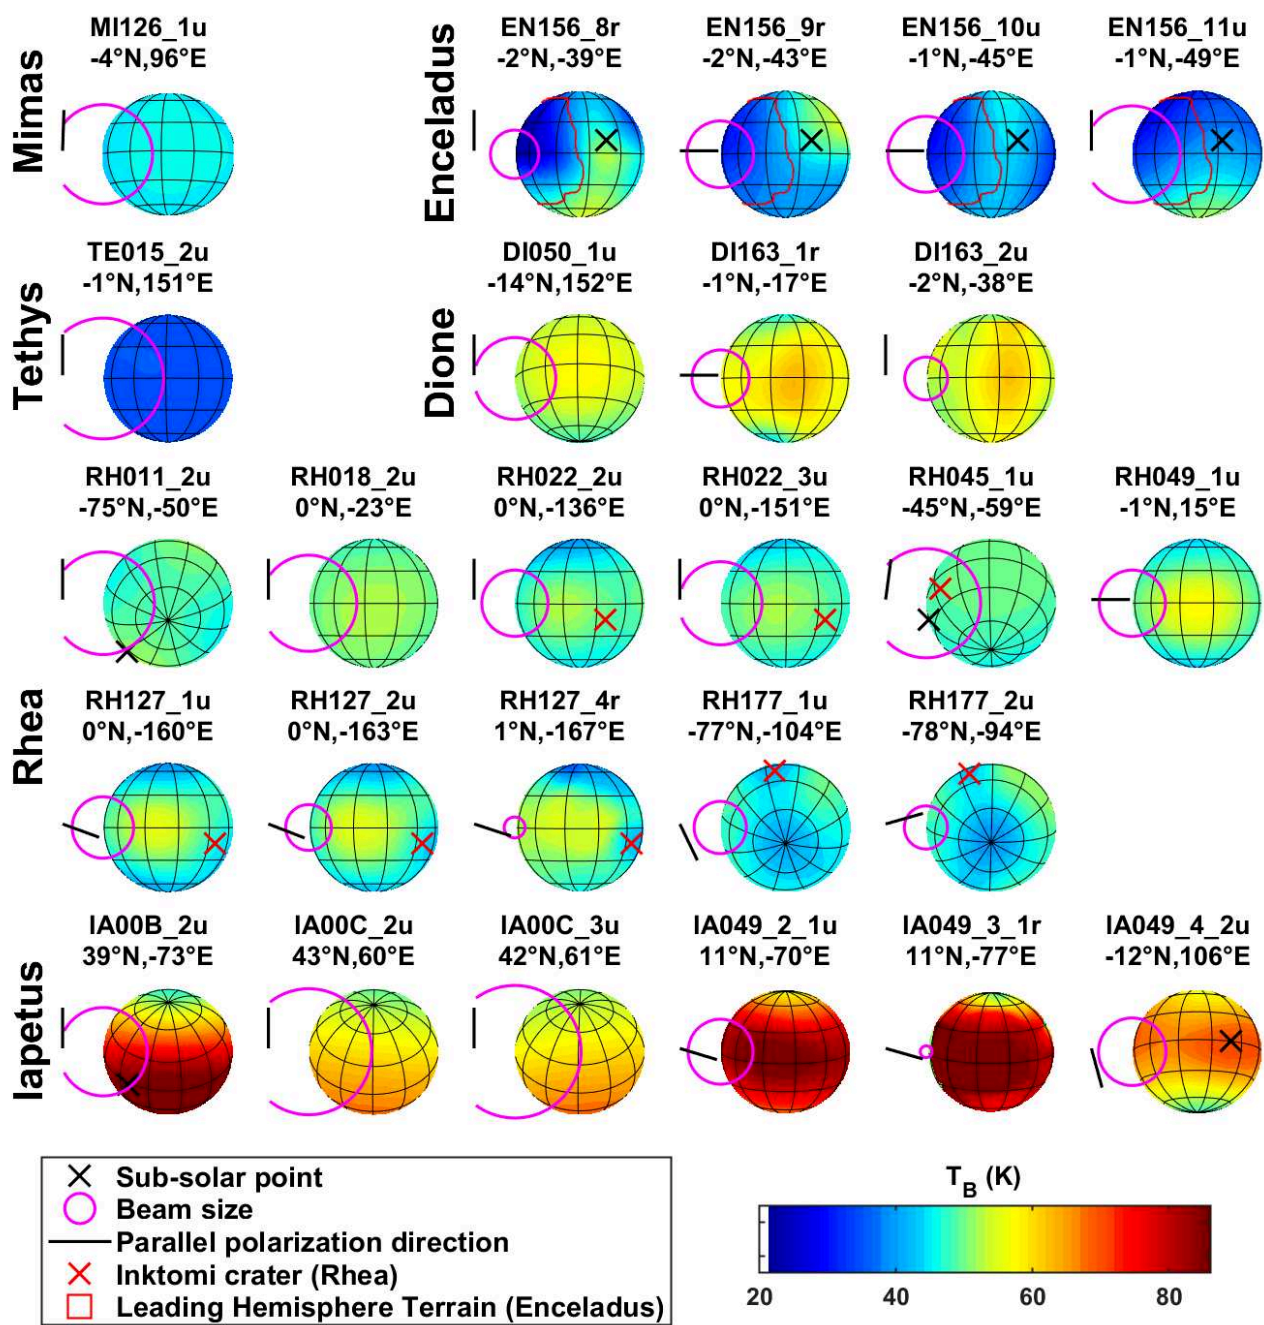 Mimas
MI126_1u
-4°N,96°E
Enceladus
EN156_8r
-2°N,-39°E
EN156_9r
-2°N,-43°E
EN156_10u
-1°N,-45°E
EN156_11u
-1°N,-49°E
Tethys
TE015_2u
-1°N,151°E
Dione
DI050_1u
-14°N,152°E
DI163_1r
-1°N,-17°E
DI163_2u
-2°N,-38°E
Rhea
RH011_2u
-75°N,-50°E
RH018_2u
0°N,-23°E
RH022_2u
0°N,-136°E
RH022_3u
0°N,-151°E
RH045_1u
-45°N,-59°E
RH049_1u
-1°N,15°E
RH127_1u
0°N,-160°E
RH127_2u
0°N,-163°E
RH127_4r
1°N,-167°E
RH177_1u
-77°N,-104°E
RH177_2u
-78°N,-94°E
Iapetus
IA00B_2u
39°N,-73°E
IA00C_2u
43°N,60°E
IA00C_3u
42°N,61°E
IA049_2_1u
11°N,-70°E
IA049_3_1r
11°N,-77°E
IA049_4_2u
-12°N,106°E
Sub-solar point
Beam size
Parallel polarization direction
Inktomi crater (Rhea)
Leading Hemisphere Terrain (Enceladus)
T_B (K)
20 40 60 80